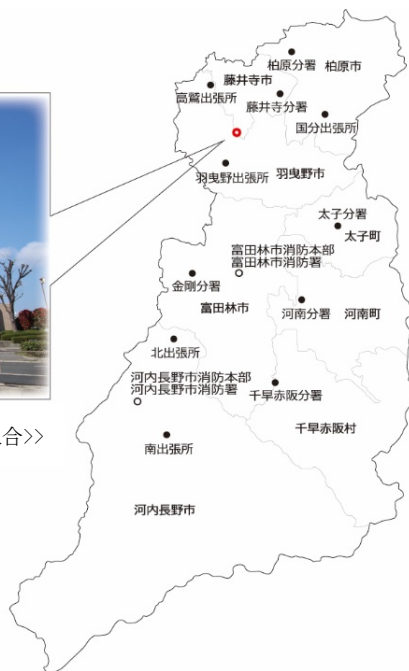 柏原分署
柏原市
藤井寺市
高鷲出張所
藤井寺分署
国分出張所
羽曳野出張所
羽曳野市
太子分署
太子町
富田林市消防本部
富田林市消防署
金剛分署
富田林市
河南分署
河南町
北出張所
河内長野市消防本部
河内長野市消防署
千早赤阪分署
合>>
千早赤阪村
南出張所
河内長野市